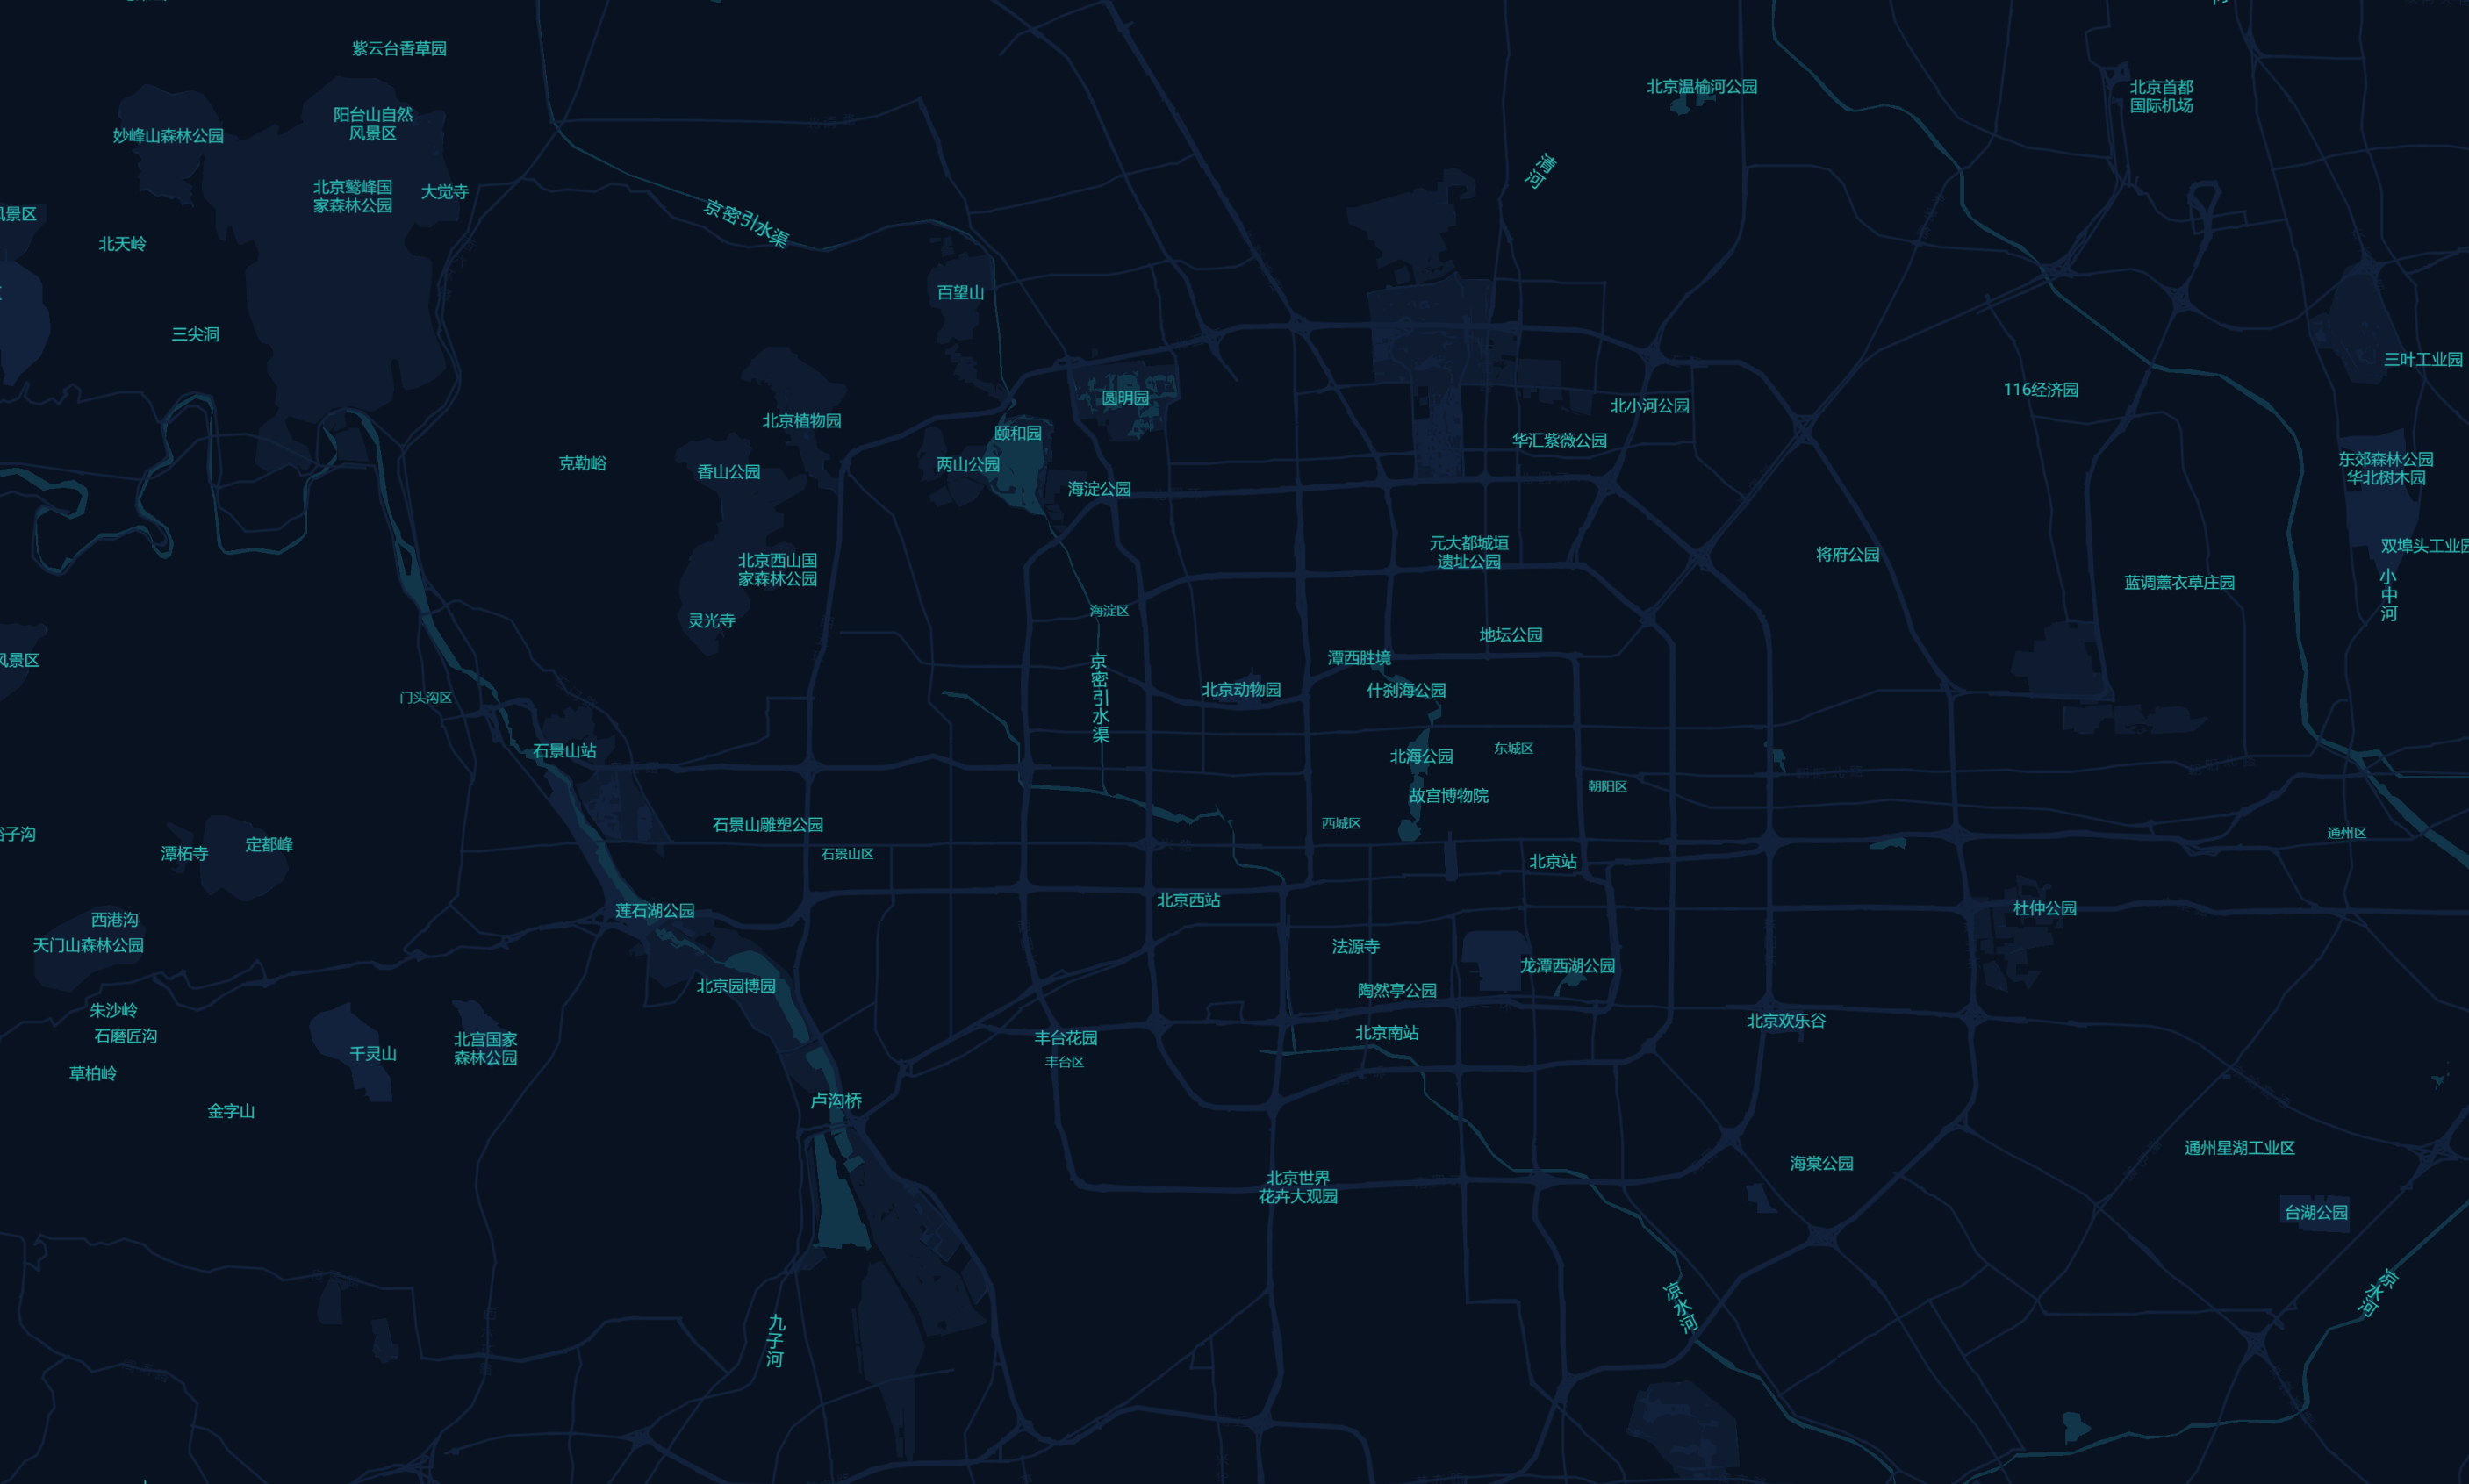 紫云台香草园
北京温榆河公园
北京首都
国际机场
阳台山自然
风景区
妙峰山森林公园
清河
北京鹫峰国
家森林公园
大觉寺
风景区
京密引水渠
北天岭
百望山
三尖洞
三叶工业园
116经济园
圆明园
北小河公园
北京植物园
颐和园
华汇紫薇公园
克勒峪
香山公园
两山公园
海淀公园
东郊森林公园
华北树木园
元大都城垣
遗址公园
将府公园
双埠头工业园
北京西山国
家森林公园
蓝调薰衣草庄园
小中河
海淀区
灵光寺
地坛公园
风景区
潭西胜境
京密引水渠
门头沟区
北京动物园
什刹海公园
石景山站
北海公园
东城区
朝阳区
故宫博物院
石景山雕塑公园
西城区
通州区
定都峰
潭柘寺
石景山区
北京站
北京西站
莲石湖公园
杜仲公园
西港沟
天门山森林公园
法源寺
龙潭西湖公园
北京园博园
陶然亭公园
朱沙岭
石磨匠沟
北京欢乐谷
北京南站
丰台花园
丰台区
千灵山
北宫国家
森林公园
草柏岭
金字山
卢沟桥
通州星湖工业区
海棠公园
北京世界
花卉大观园
台湖公园
凉水河
凉水河
九子河